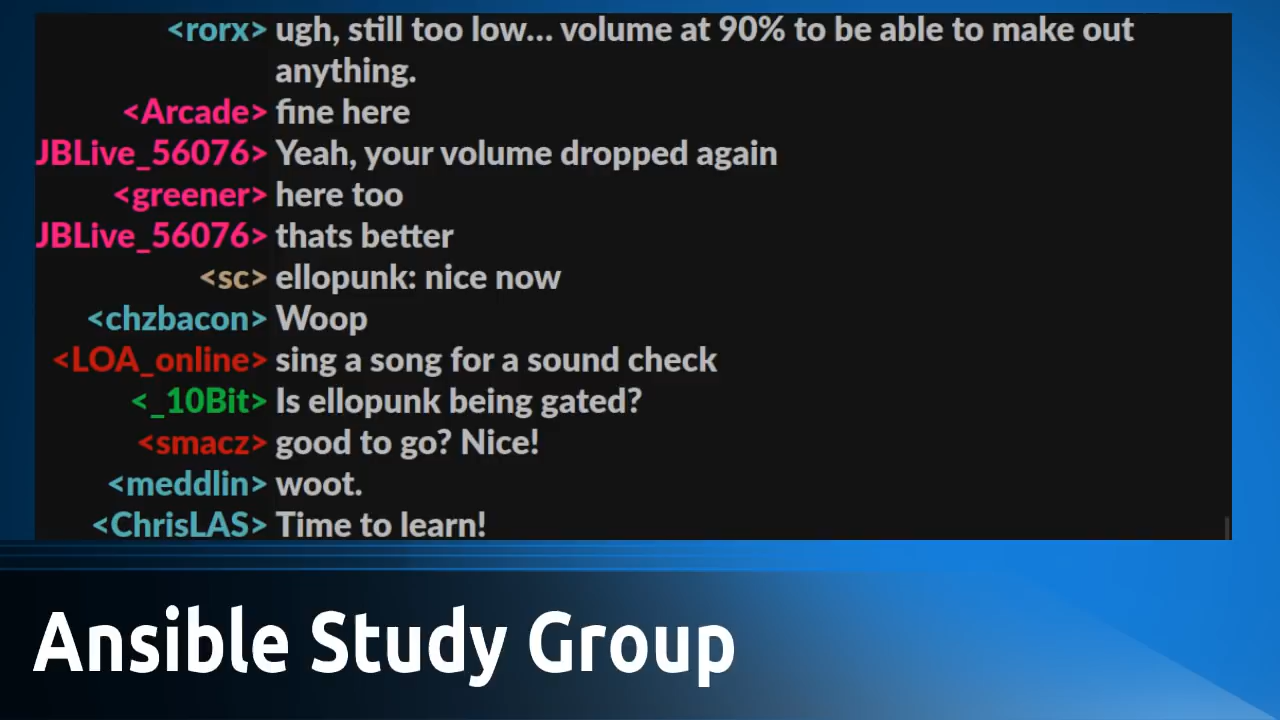 <rorx> ugh, still too low... volume at 90% to be able to make out
anything.
<Arcade> fine here
JBLive_56076> Yeah, your volume dropped again
<greener> here too
JBLive_56076> thats better
<sc> ellopunk: nice now
<chzbacon> Woop
<LOA_online> sing a song for a sound check
<_10Bit> Is ellopunk being gated?
<smacz> good to go? Nice!
<meddlin> woot.
<ChrisLAS> Time to learn!
Ansible Study Group